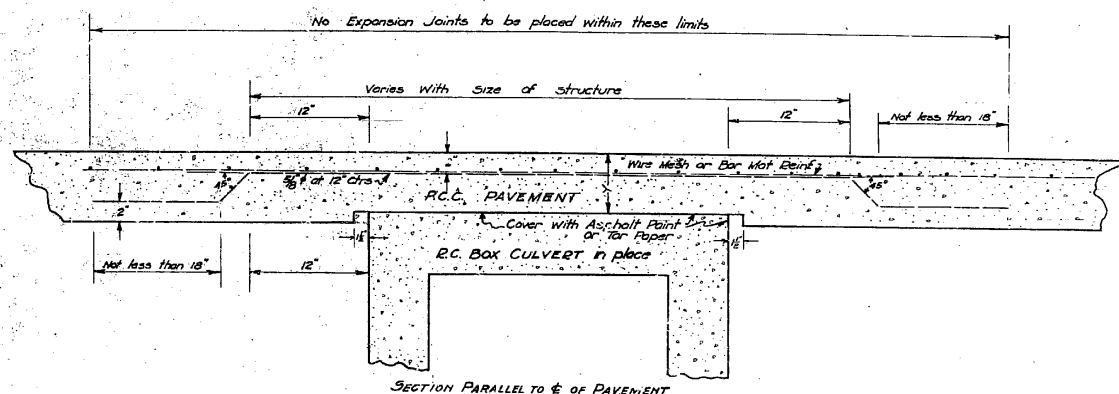 No Expansion Joints to be placed within these limits
Varies With Size of structure
12"
12"
Not less than 18"
Wire Mesh or Bar Mat Reinf.
45°
5/8"φ at 12" Ctrs.
45°
P.C.C. PAVEMENT
2"
Cover with Asphalt Paint
or Tar Paper
1½"
1½"
Not less than 18"
12"
R.C. BOX CULVERT in place
SECTION PARALLEL TO ℄ OF PAVEMENT